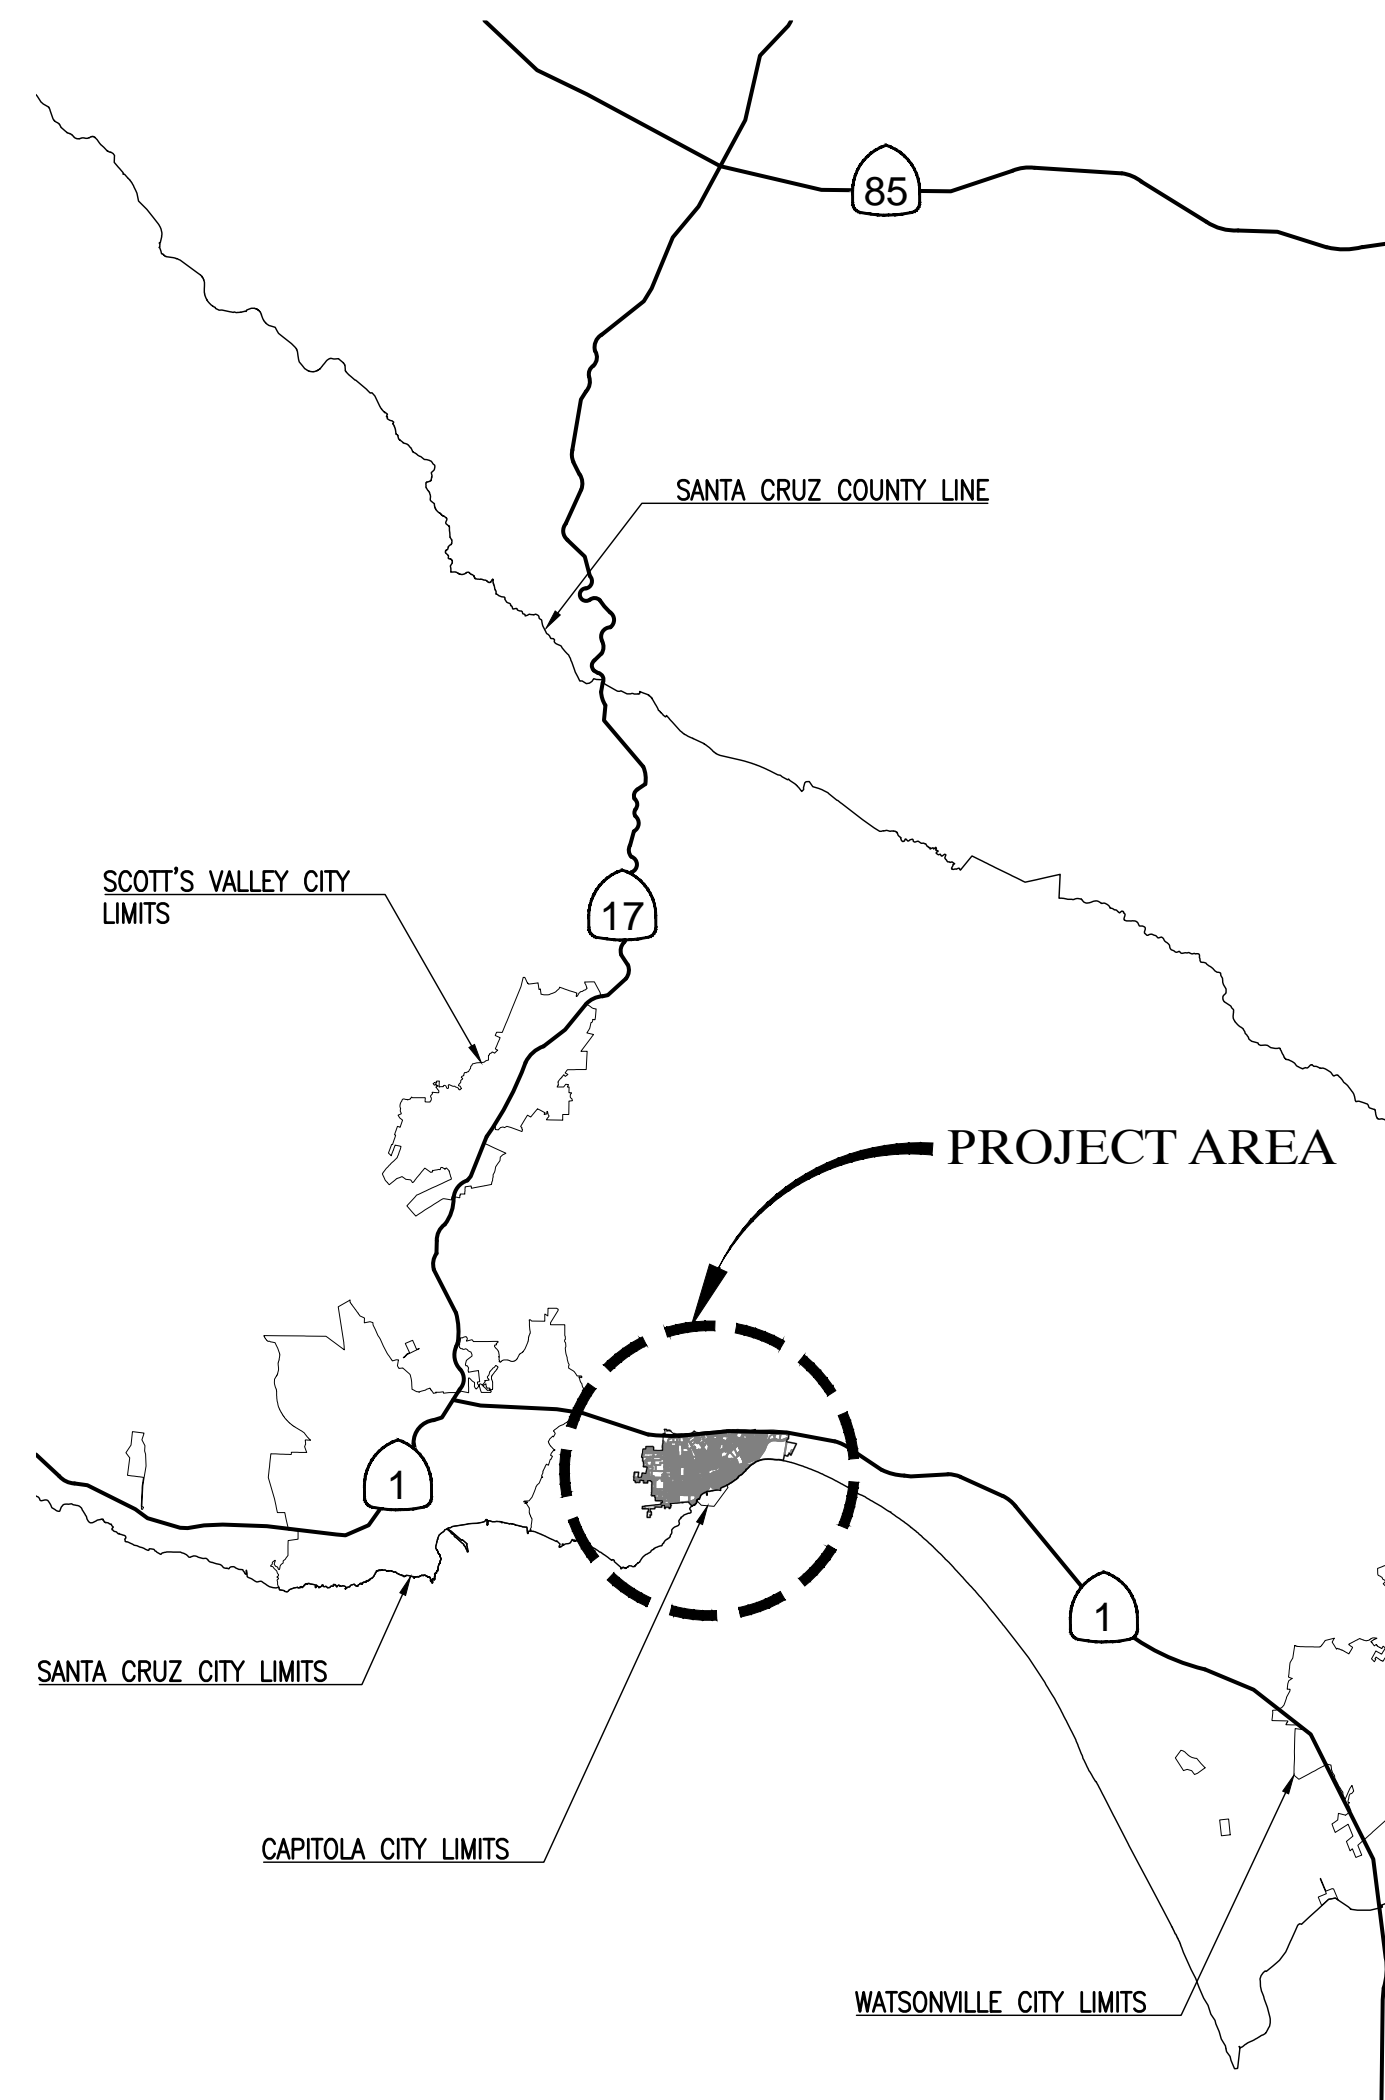 85
SANTA CRUZ COUNTY LINE
SCOTT'S VALLEY CITY
LIMITS
17
PROJECT AREA
1
1
SANTA CRUZ CITY LIMITS
CAPITOLA CITY LIMITS
WATSONVILLE CITY LIMITS